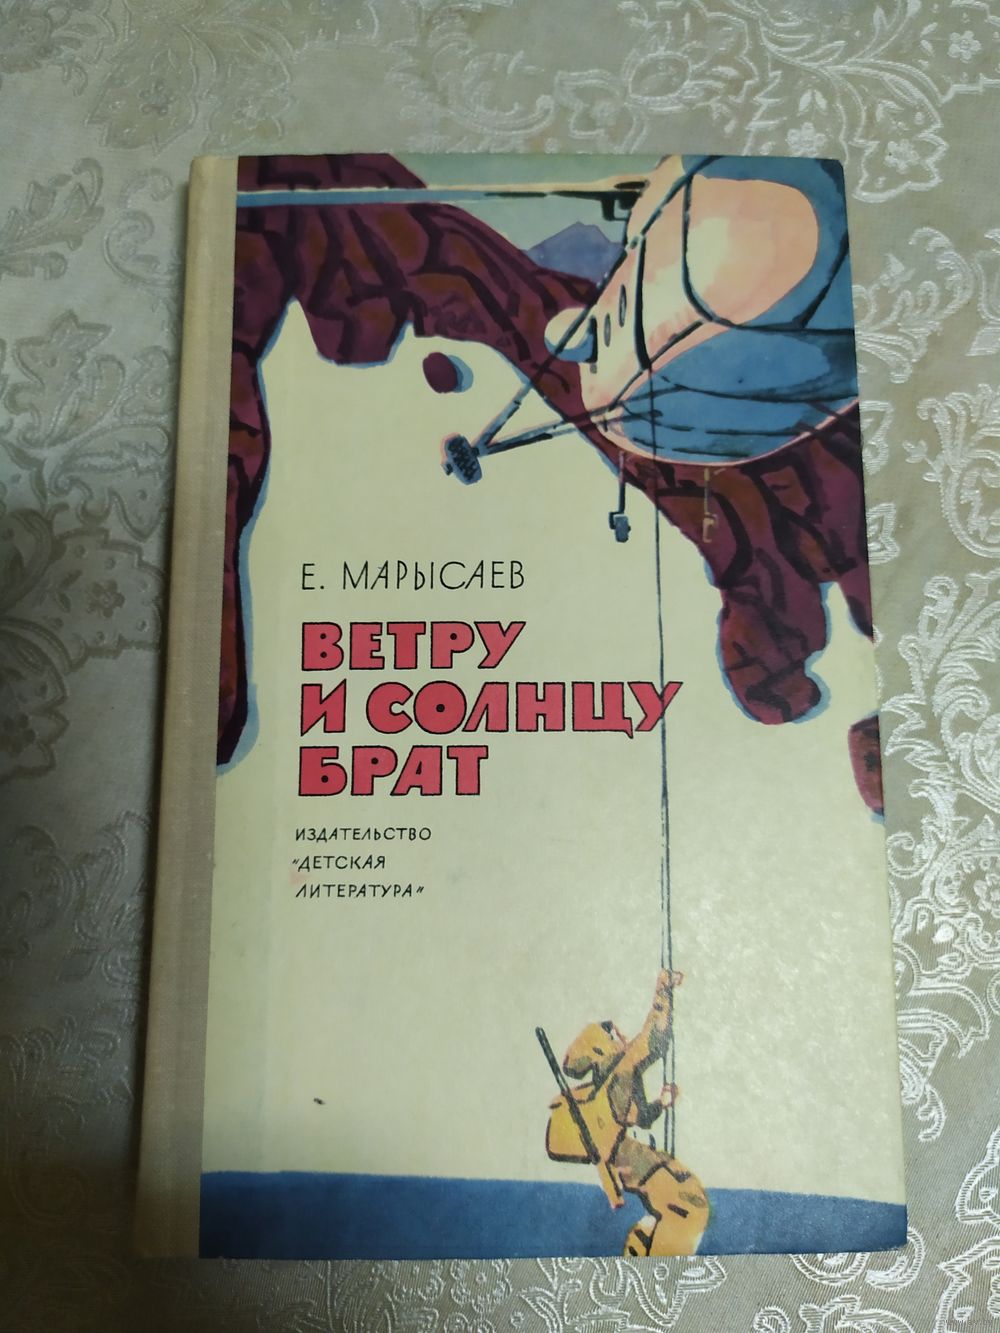 Е. МАРЫСАЕВ
ВЕТРУ
И СОЛНЦУ
БРАТ
ИЗДАТЕЛЬСТВО
"ДЕТСКАЯ
ЛИТЕРАТУРА"